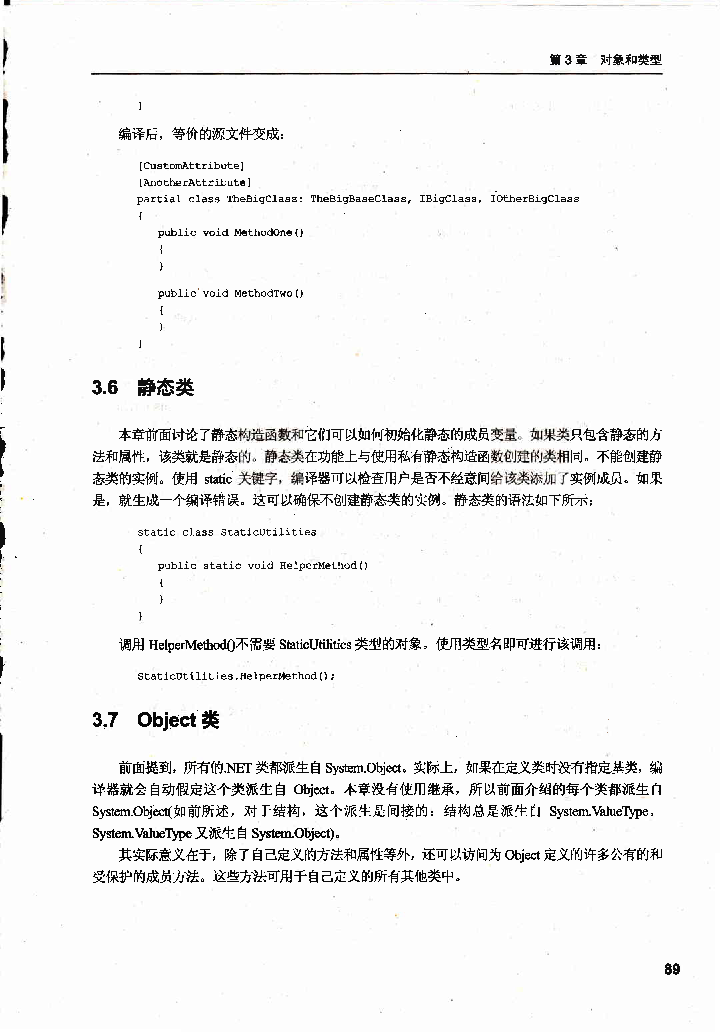 第 3 章 对象和类型
}
编译后，等价的源文件变成：
[CustomAttribute]
[AnotherAttribute]
partial class TheBigClass: TheBigBaseClass, IBigClass, IOtherBigClass
{
public void MethodOne()
{
}
public void MethodTwo()
{
}
}
3.6 静态类
本章前面讨论了静态构造函数和它们可以如何初始化静态的成员变量。如果类只包含静态的方
法和属性，该类就是静态的。静态类在功能上与使用私有静态构造函数创建的类相同。不能创建静
态类的实例。使用 static 关键字，编译器可以检查用户是否不经意间给该类添加了实例成员。如果
是，就生成一个编译错误。这可以确保不创建静态类的实例。静态类的语法如下所示：
static class StaticUtilities
{
public static void HelperMethod()
{
}
}
调用 HelperMethod()不需要 StaticUtilities 类型的对象。使用类型名即可进行该调用：
StaticUtilities.HelperMethod();
3.7 Object 类
前面提到，所有的.NET 类都派生自 System.Object。实际上，如果在定义类时没有指定基类，编
译器就会自动假定这个类派生自 Object。本章没有使用继承，所以前面介绍的每个类都派生自
System.Object(如前所述，对于结构，这个派生是间接的：结构总是派生自 System.ValueType，
System.ValueType 又派生自 System.Object)。
其实际意义在于，除了自己定义的方法和属性等外，还可以访问为 Object 定义的许多公有的和
受保护的成员方法。这些方法可用于自己定义的所有其他类中。
89